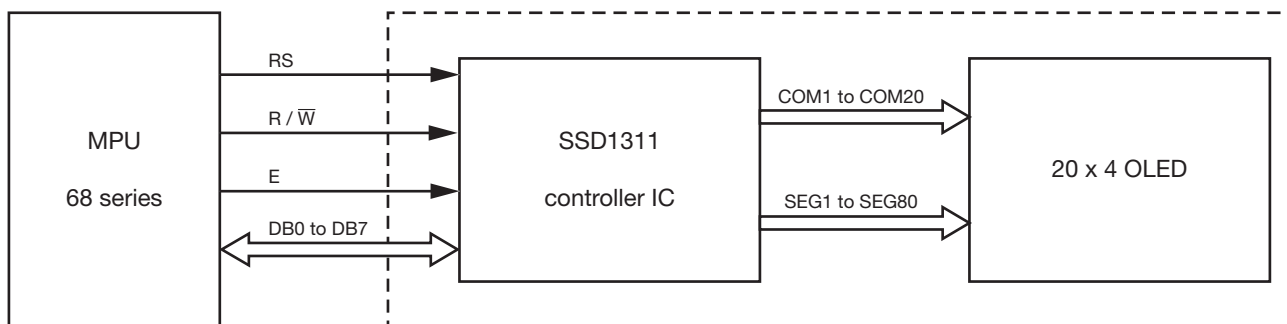 MPU
68 series
RS
R / W̅
E
DB0 to DB7
SSD1311
controller IC
COM1 to COM20
SEG1 to SEG80
20 x 4 OLED